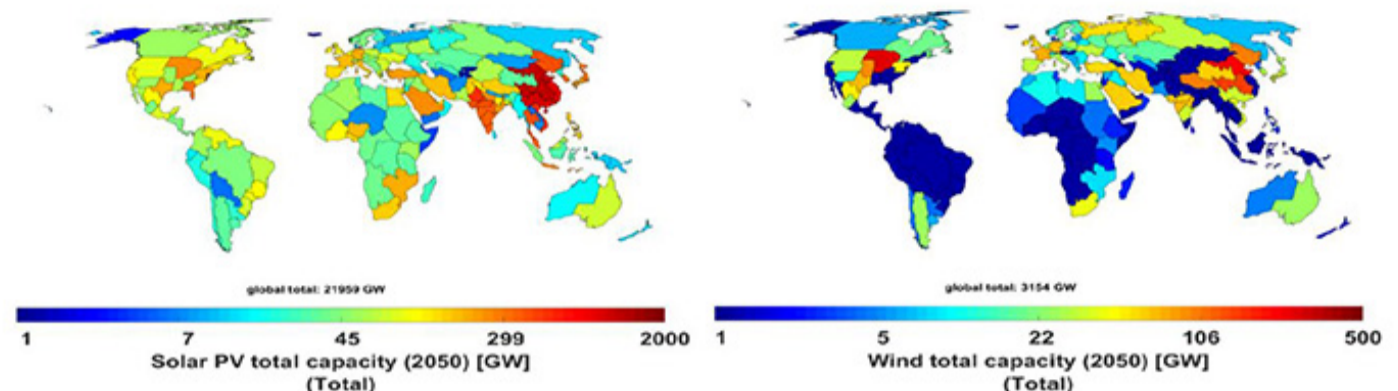 global total: 21959 GW
1 7 45 299 2000
Solar PV total capacity (2050) [GW]
(Total)
global total: 3154 GW
1 5 22 106 500
Wind total capacity (2050) [GW]
(Total)